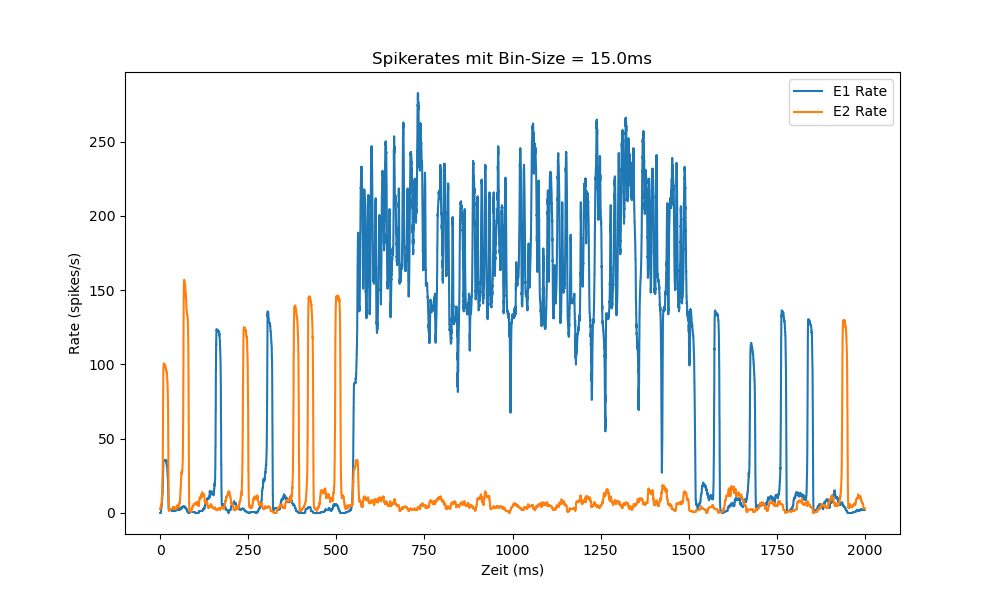 Spikerates mit Bin-Size = 15.0ms
E1 Rate
E2 Rate
Rate (spikes/s)
250
200
150
100
50
0
0 250 500 750 1000 1250 1500 1750 2000
Zeit (ms)